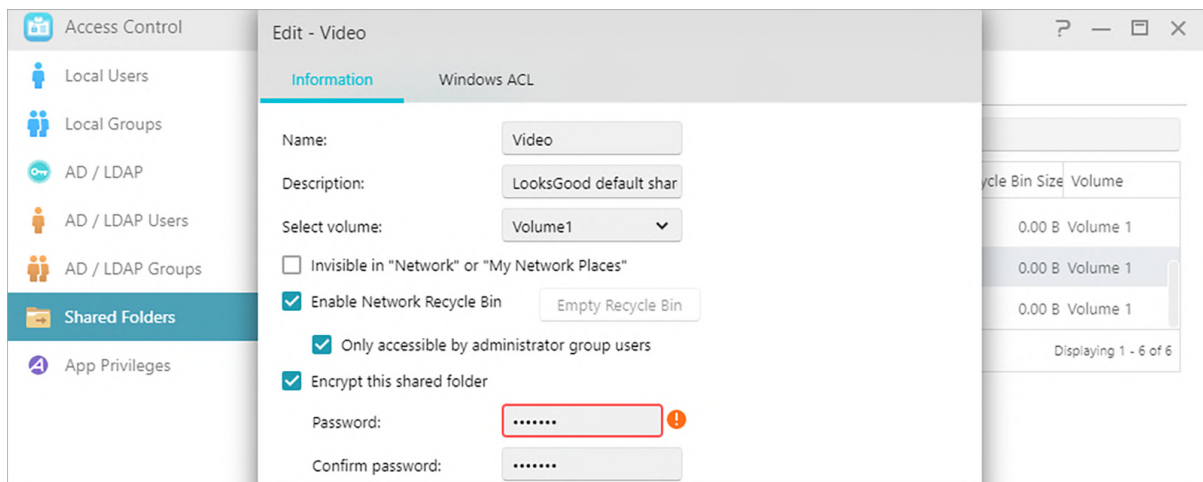 Access Control
Local Users
Local Groups
AD / LDAP
AD / LDAP Users
AD / LDAP Groups
Shared Folders
App Privileges
Edit - Video
Information Windows ACL
Name: Video
Description: LooksGood default shar
Select volume: Volume1
Invisible in "Network" or "My Network Places"
Enable Network Recycle Bin Empty Recycle Bin
Only accessible by administrator group users
Encrypt this shared folder
Password: •••••••
Confirm password: •••••••
ycle Bin Size Volume
0.00 B Volume 1
0.00 B Volume 1
0.00 B Volume 1
Displaying 1 - 6 of 6